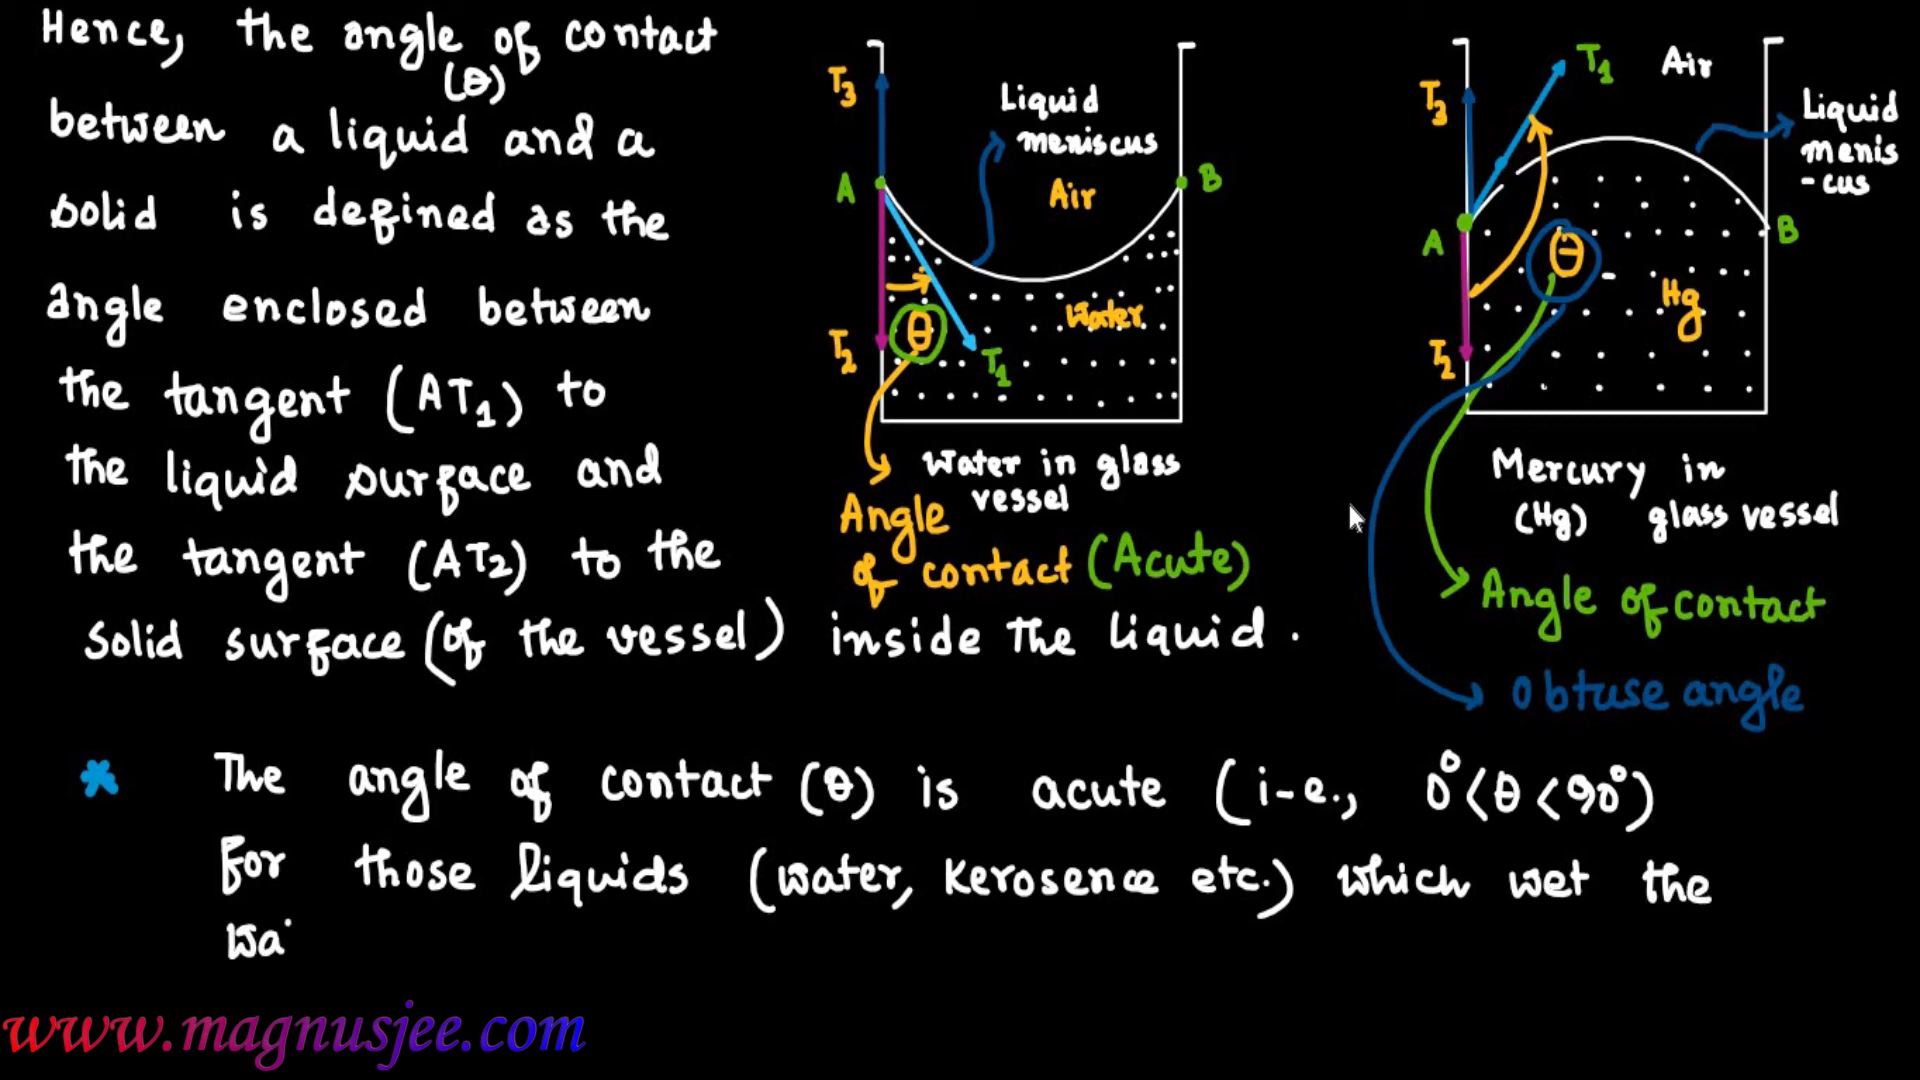 Hence, the angle of contact
(θ)
between a liquid and a
solid is defined as the
angle enclosed between
the tangent (AT1) to
the liquid surface and
the tangent (AT2) to the
solid surface (of the vessel) inside the liquid.
T3
Liquid
meniscus
Air
A
B
Water
T2
θ
T1
Water in glass
vessel
Angle
of contact (Acute)
T1
Air
T3
Liquid
menis
-cus
A
B
θ
Hg
T2
Mercury in
(Hg) glass vessel
Angle of contact
Obtuse angle
* The angle of contact (θ) is acute (i-e., 0°<θ<90°)
For those liquids (water, Kerosence etc.) which wet the
wa
www.magnusjee.com